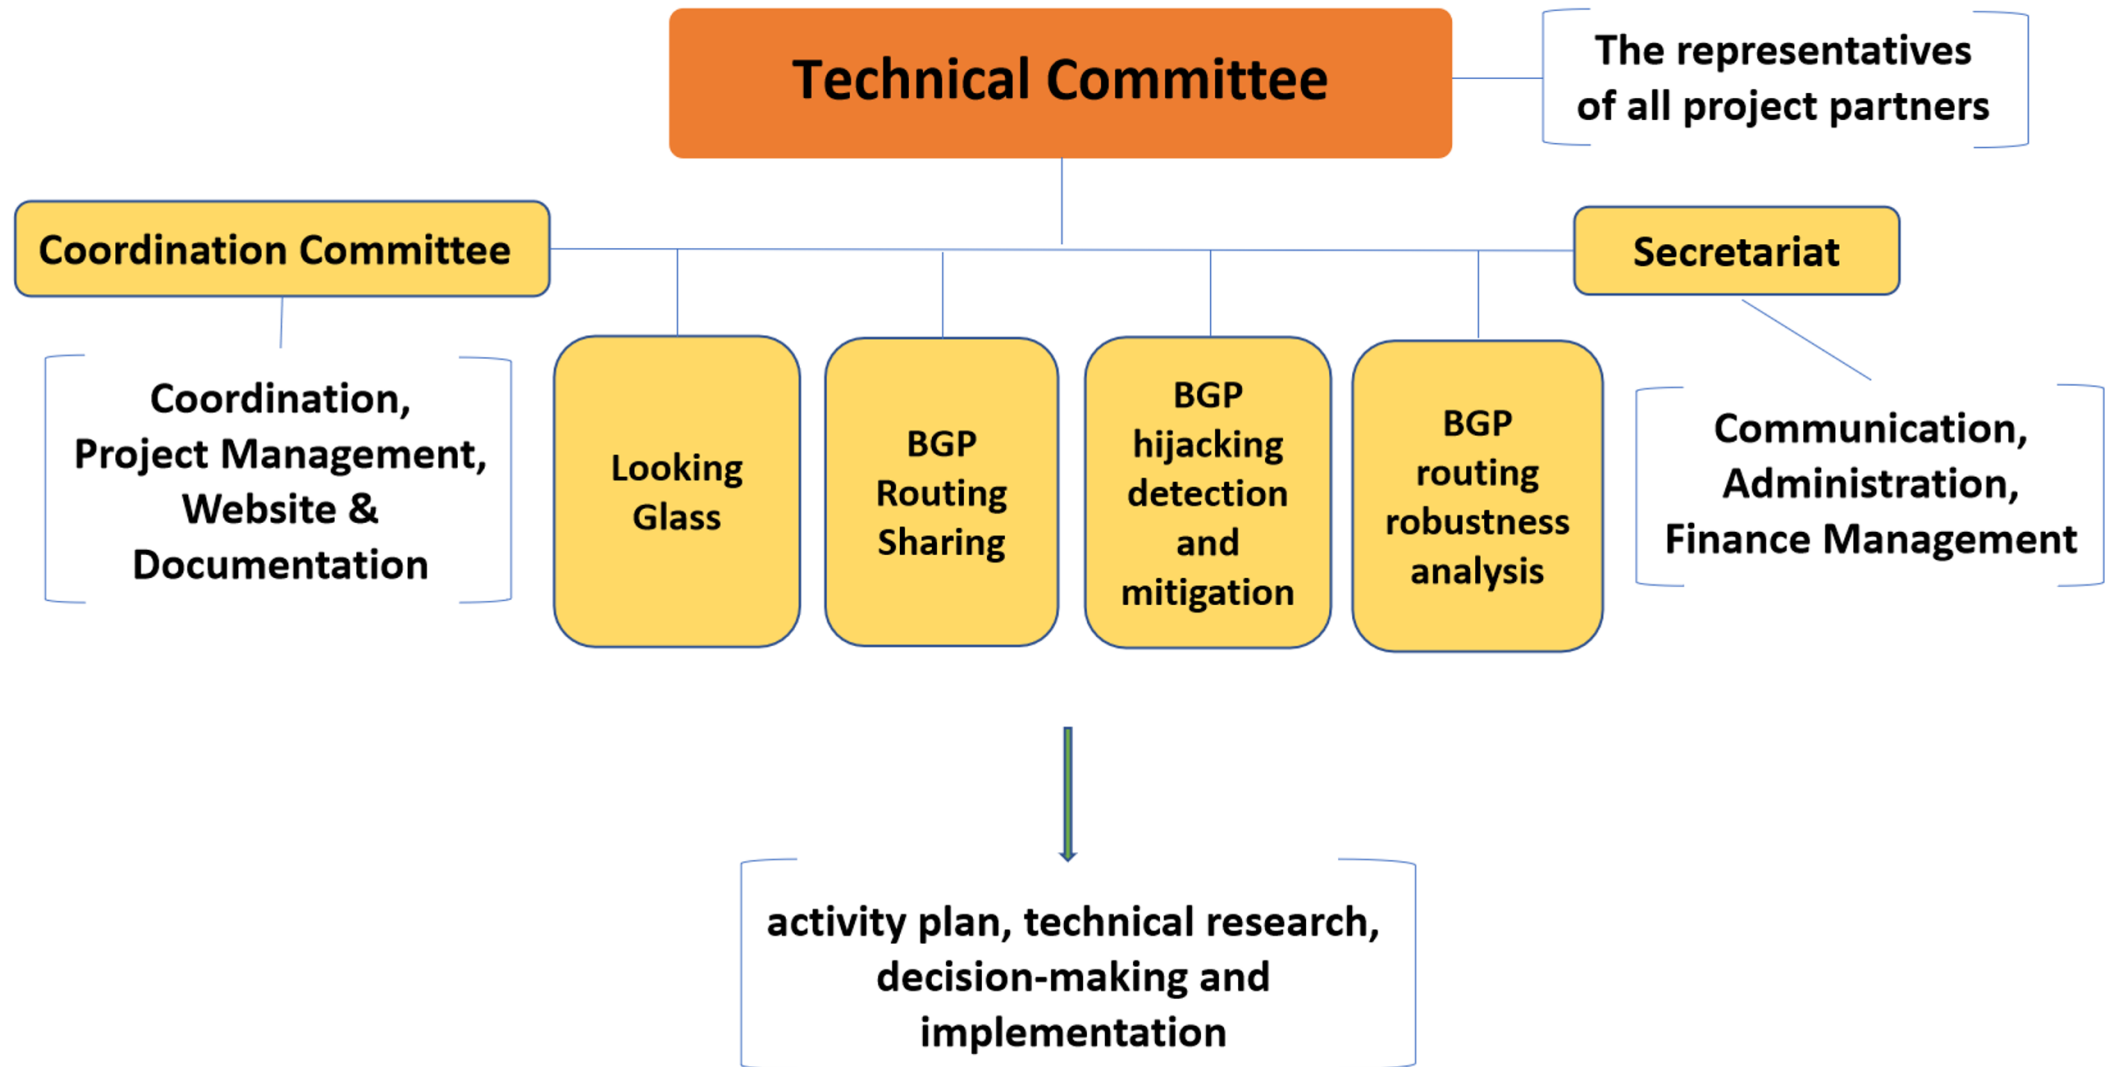 Technical Committee
The representatives
of all project partners
Coordination Committee
Secretariat
Coordination,
Project Management,
Website &
Documentation
Looking
Glass
BGP
Routing
Sharing
BGP
hijacking
detection
and
mitigation
BGP
routing
robustness
analysis
Communication,
Administration,
Finance Management
activity plan, technical research,
decision-making and
implementation